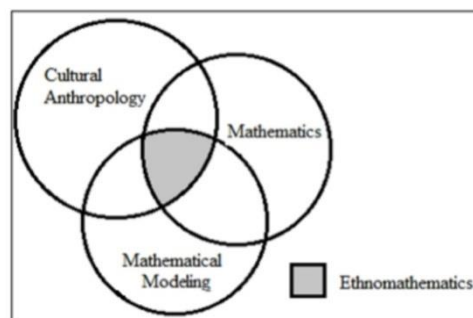 Cultural
Anthropology
Mathematics
Mathematical
Modeling
Ethnomathematics